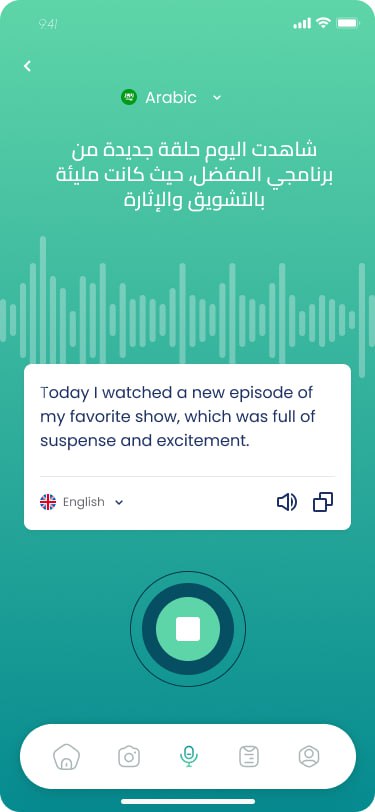 9:41
Arabic
شاهدت اليوم حلقة جديدة من
برنامجي المفضل، حيث كانت مليئة
بالتشويق والإثارة
Today I watched a new episode of
my favorite show, which was full of
suspense and excitement.
English